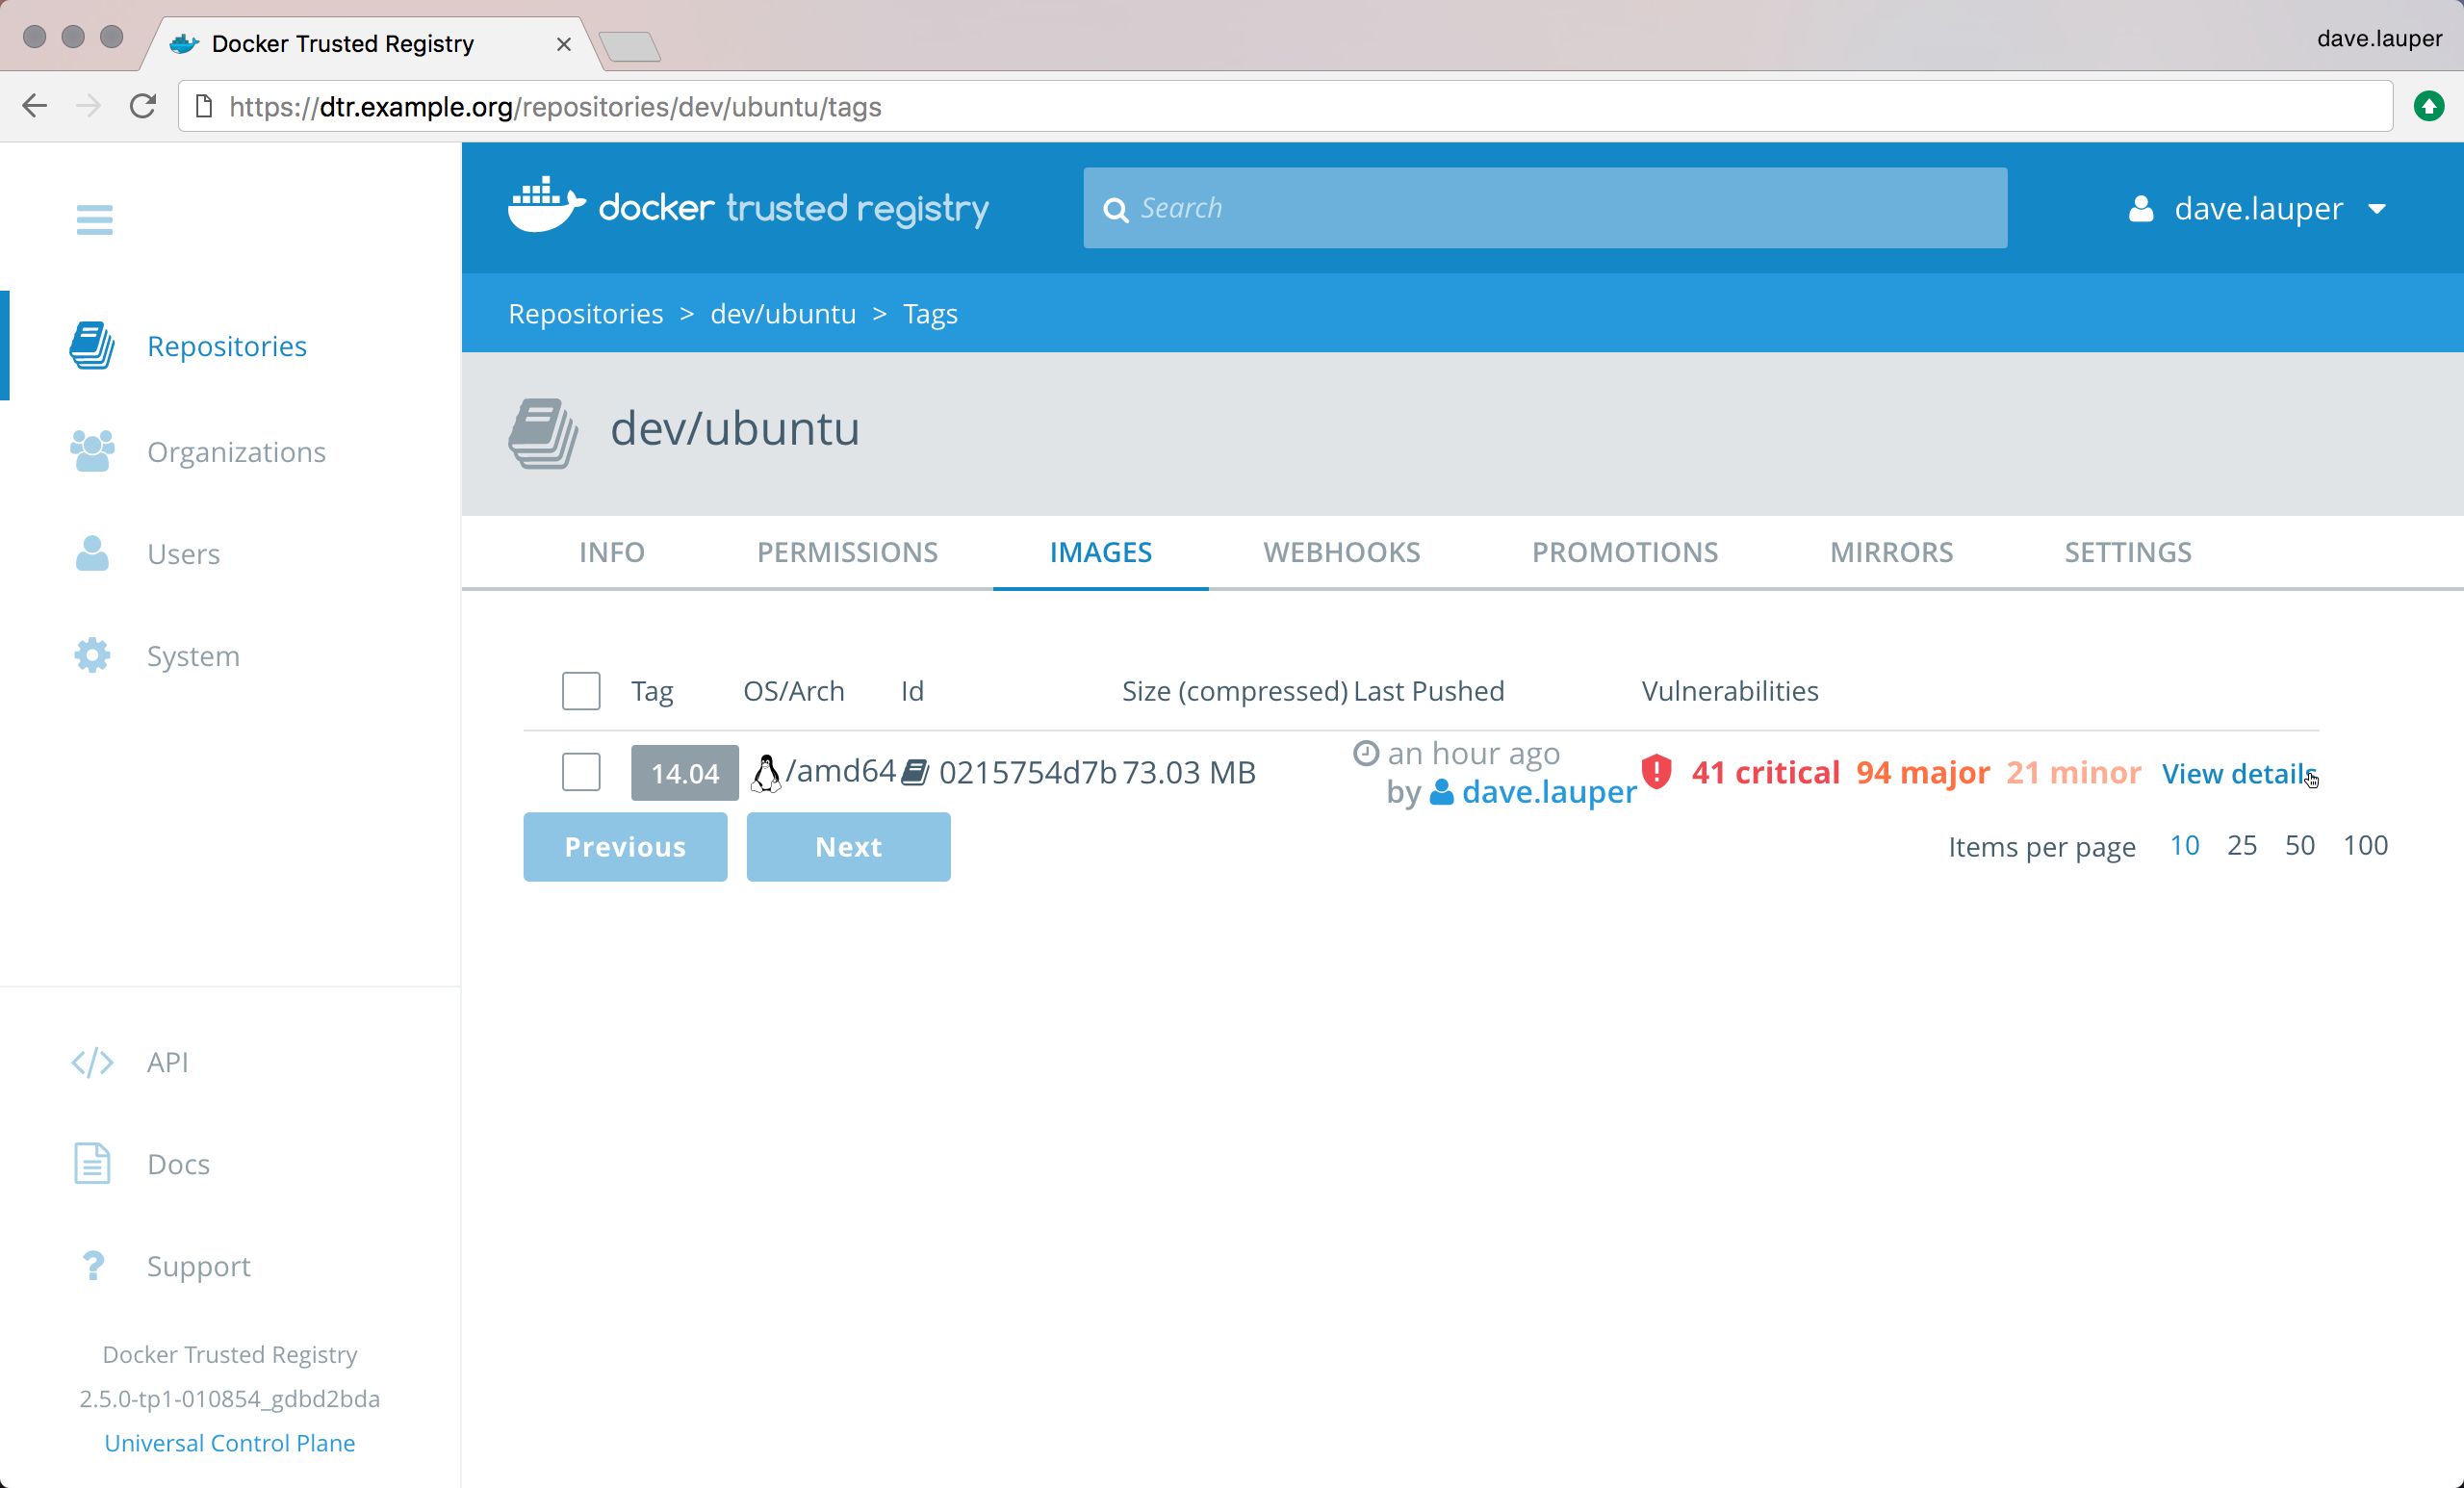 Docker Trusted Registry
dave.lauper
https://dtr.example.org/repositories/dev/ubuntu/tags
docker trusted registry
Search
dave.lauper
Repositories > dev/ubuntu > Tags
Repositories
Organizations
Users
System
dev/ubuntu
INFO PERMISSIONS IMAGES WEBHOOKS PROMOTIONS MIRRORS SETTINGS
Tag OS/Arch Id Size (compressed) Last Pushed Vulnerabilities
14.04 /amd64 0215754d7b 73.03 MB an hour ago
by dave.lauper
41 critical 94 major 21 minor View details
Previous Next Items per page 10 25 50 100
API
Docs
Support
Docker Trusted Registry
2.5.0-tp1-010854_gdbd2bda
Universal Control Plane